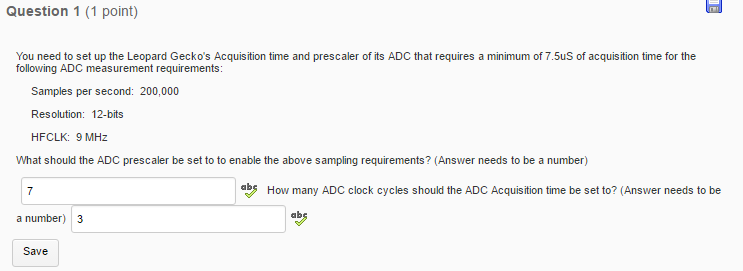 Question 1 (1 point)
You need to set up the Leopard Gecko's Acquisition time and prescaler of its ADC that requires a minimum of 7.5uS of acquisition time for the
following ADC measurement requirements:
Samples per second: 200,000
Resolution: 12-bits
HFCLK: 9 MHz
What should the ADC prescaler be set to to enable the above sampling requirements? (Answer needs to be a number)
7 abc How many ADC clock cycles should the ADC Acquisition time be set to? (Answer needs to be
a number) 3 abc
Save